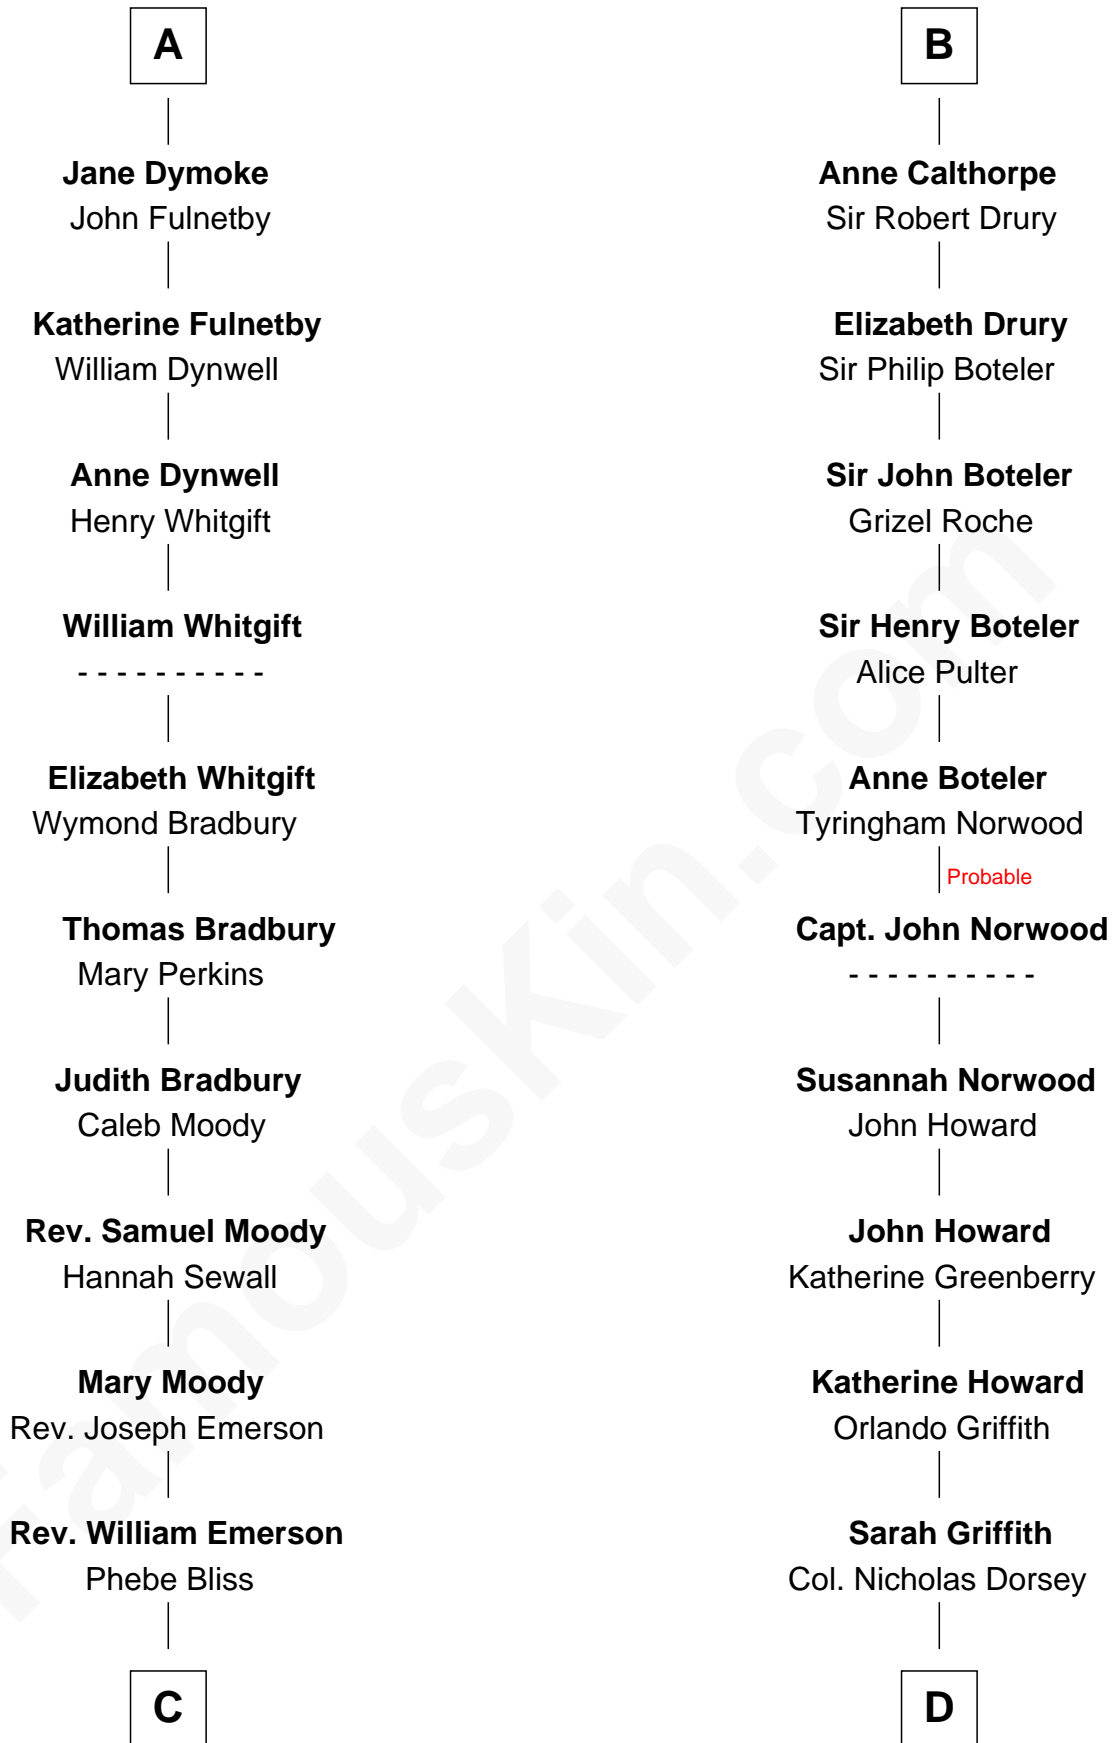 A
Jane Dymoke
John Fulnetby
Katherine Fulnetby
William Dynwell
Anne Dynwell
Henry Whitgift
William Whitgift
- - - - - - - - - -
Elizabeth Whitgift
Wymond Bradbury
Thomas Bradbury
Mary Perkins
Judith Bradbury
Caleb Moody
Rev. Samuel Moody
Hannah Sewall
Mary Moody
Rev. Joseph Emerson
Rev. William Emerson
Phebe Bliss
C
B
Anne Calthorpe
Sir Robert Drury
Elizabeth Drury
Sir Philip Boteler
Sir John Boteler
Grizel Roche
Sir Henry Boteler
Alice Pulter
Anne Boteler
Tyringham Norwood
Probable
Capt. John Norwood
- - - - - - - - - -
Susannah Norwood
John Howard
John Howard
Katherine Greenberry
Katherine Howard
Orlando Griffith
Sarah Griffith
Col. Nicholas Dorsey
D
FamousKin.com